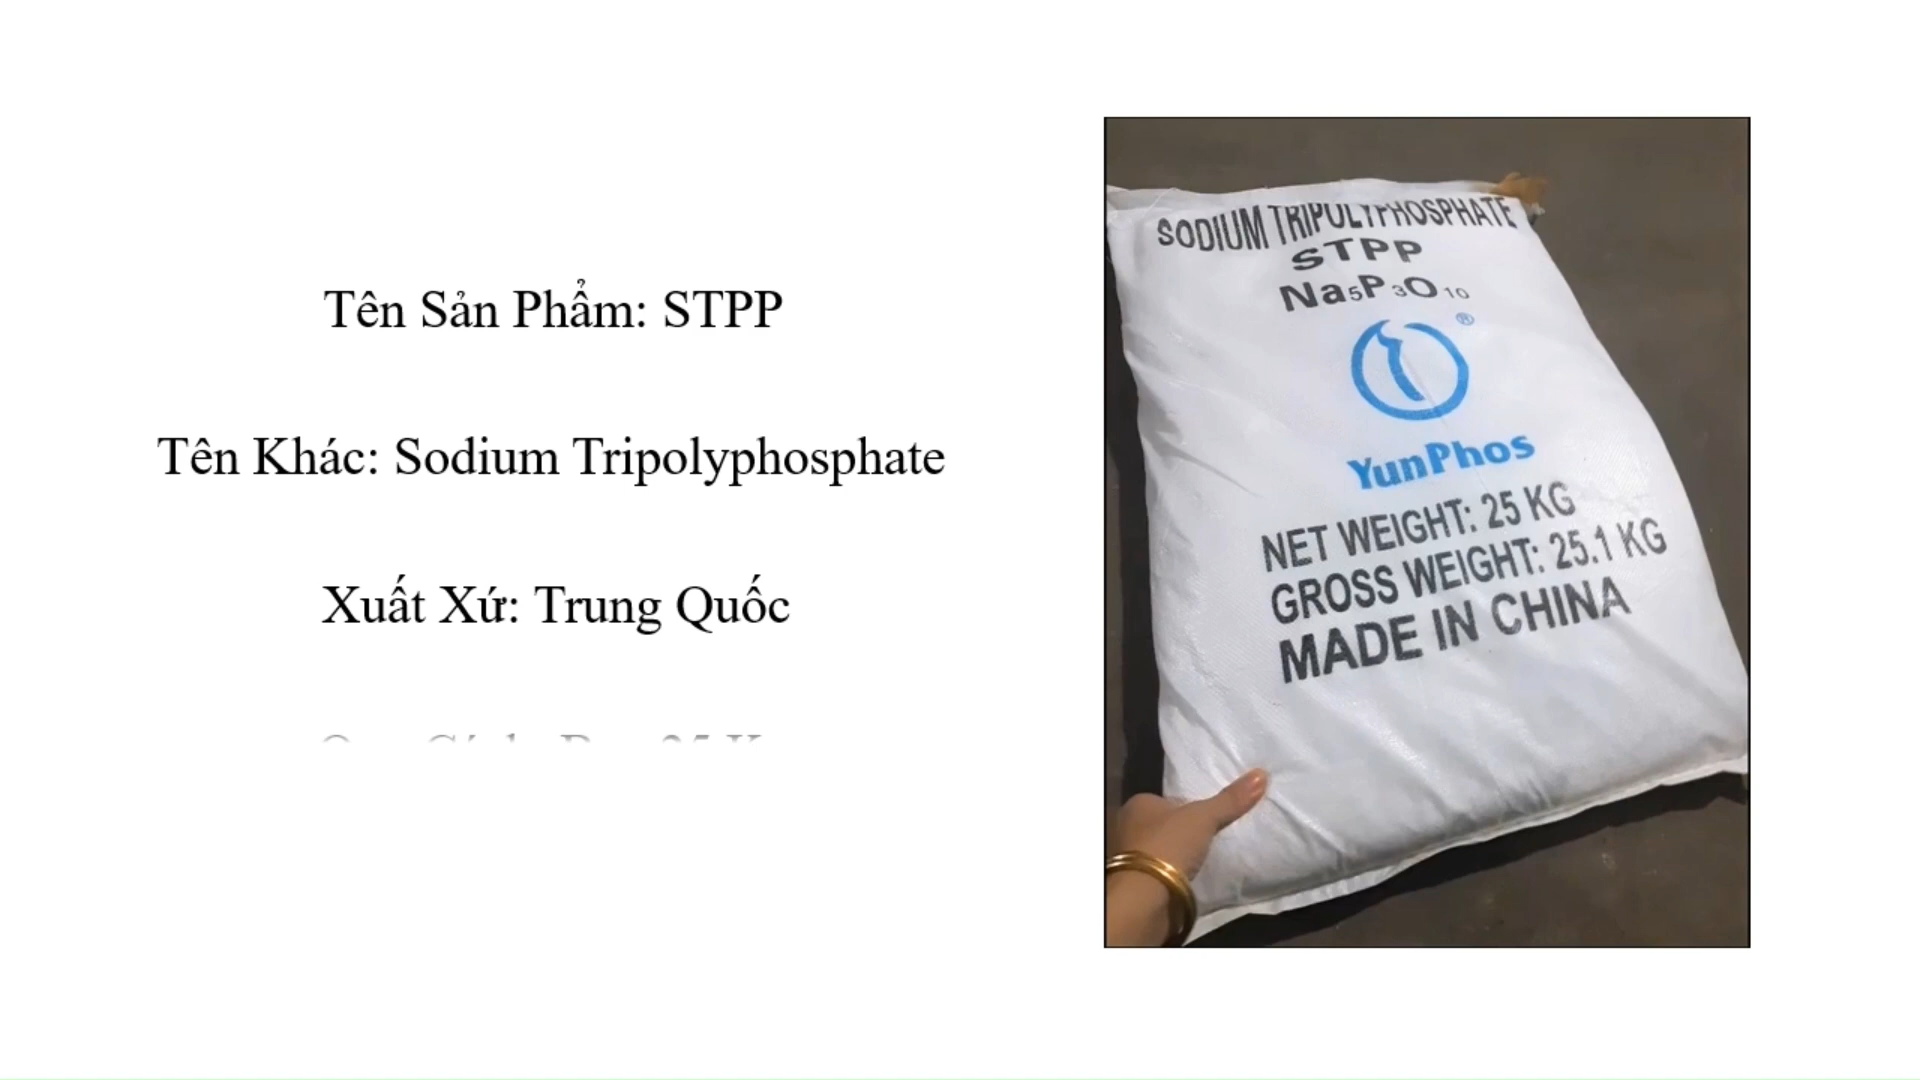 Tên Sản Phẩm: STPP
Tên Khác: Sodium Tripolyphosphate
Xuất Xứ: Trung Quốc
SODIUM TRIPOLYPHOSPHATE
STPP
Na₅P₃O₁₀
®
YunPhos
NET WEIGHT: 25 KG
GROSS WEIGHT: 25.1 KG
MADE IN CHINA